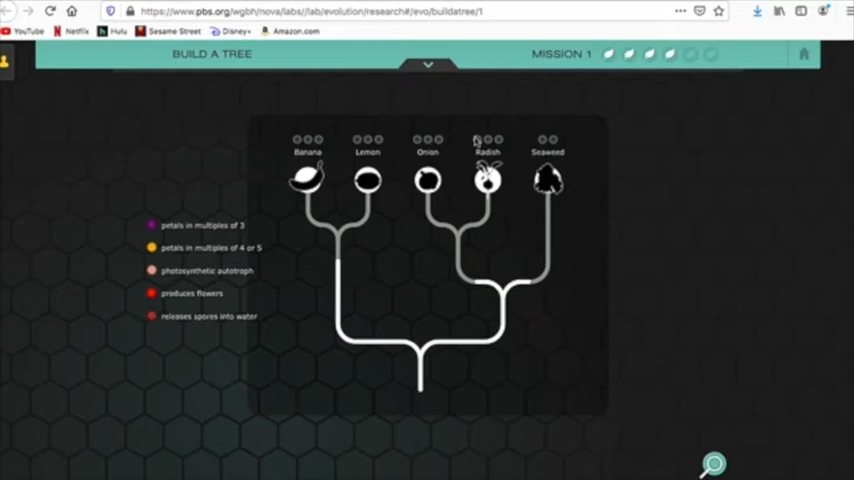 https://www.pbs.org/wgbh/nova/labs//lab/evolution/research#/evo/buildatree/1
YouTube Netflix Hulu Sesame Street Disney+ Amazon.com
BUILD A TREE MISSION 1
Banana Lemon Onion Radish Seaweed
petals in multiples of 3
petals in multiples of 4 or 5
photosynthetic autotroph
produces flowers
releases spores into water